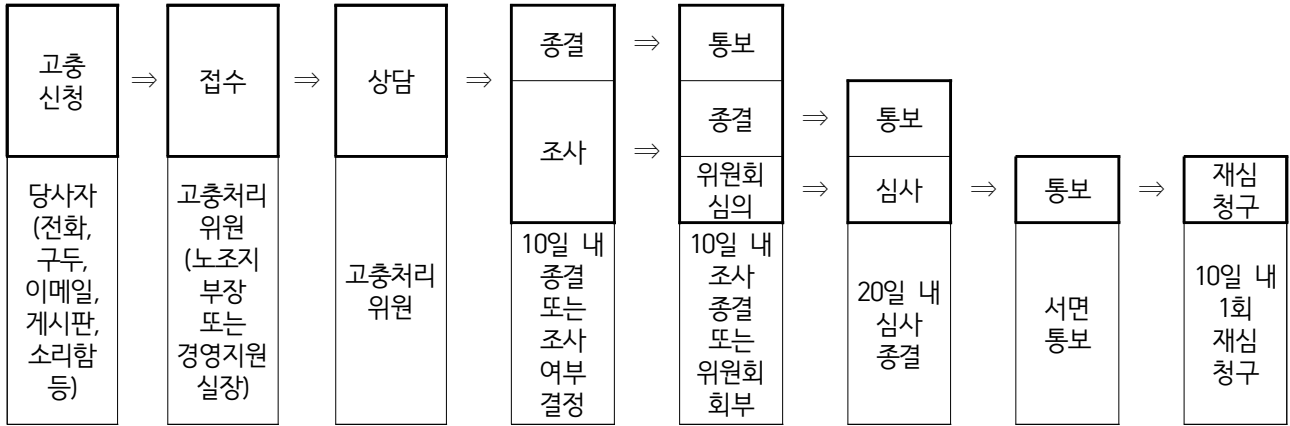 고충
신청
⇒
접수
⇒
상담
⇒
종결
⇒
통보
조사
⇒
종결
⇒
통보
위원회
심의
⇒
심사
⇒
통보
⇒
재심
청구
당사자
(전화,
구두,
이메일,
게시판,
소리함
등)
고충처리
위원
(노조지
부장
또는
경영지원
실장)
고충처리
위원
10일 내
종결
또는
조사
여부
결정
10일 내
조사
종결
또는
위원회
회부
20일 내
심사
종결
서면
통보
10일 내
1회
재심
청구